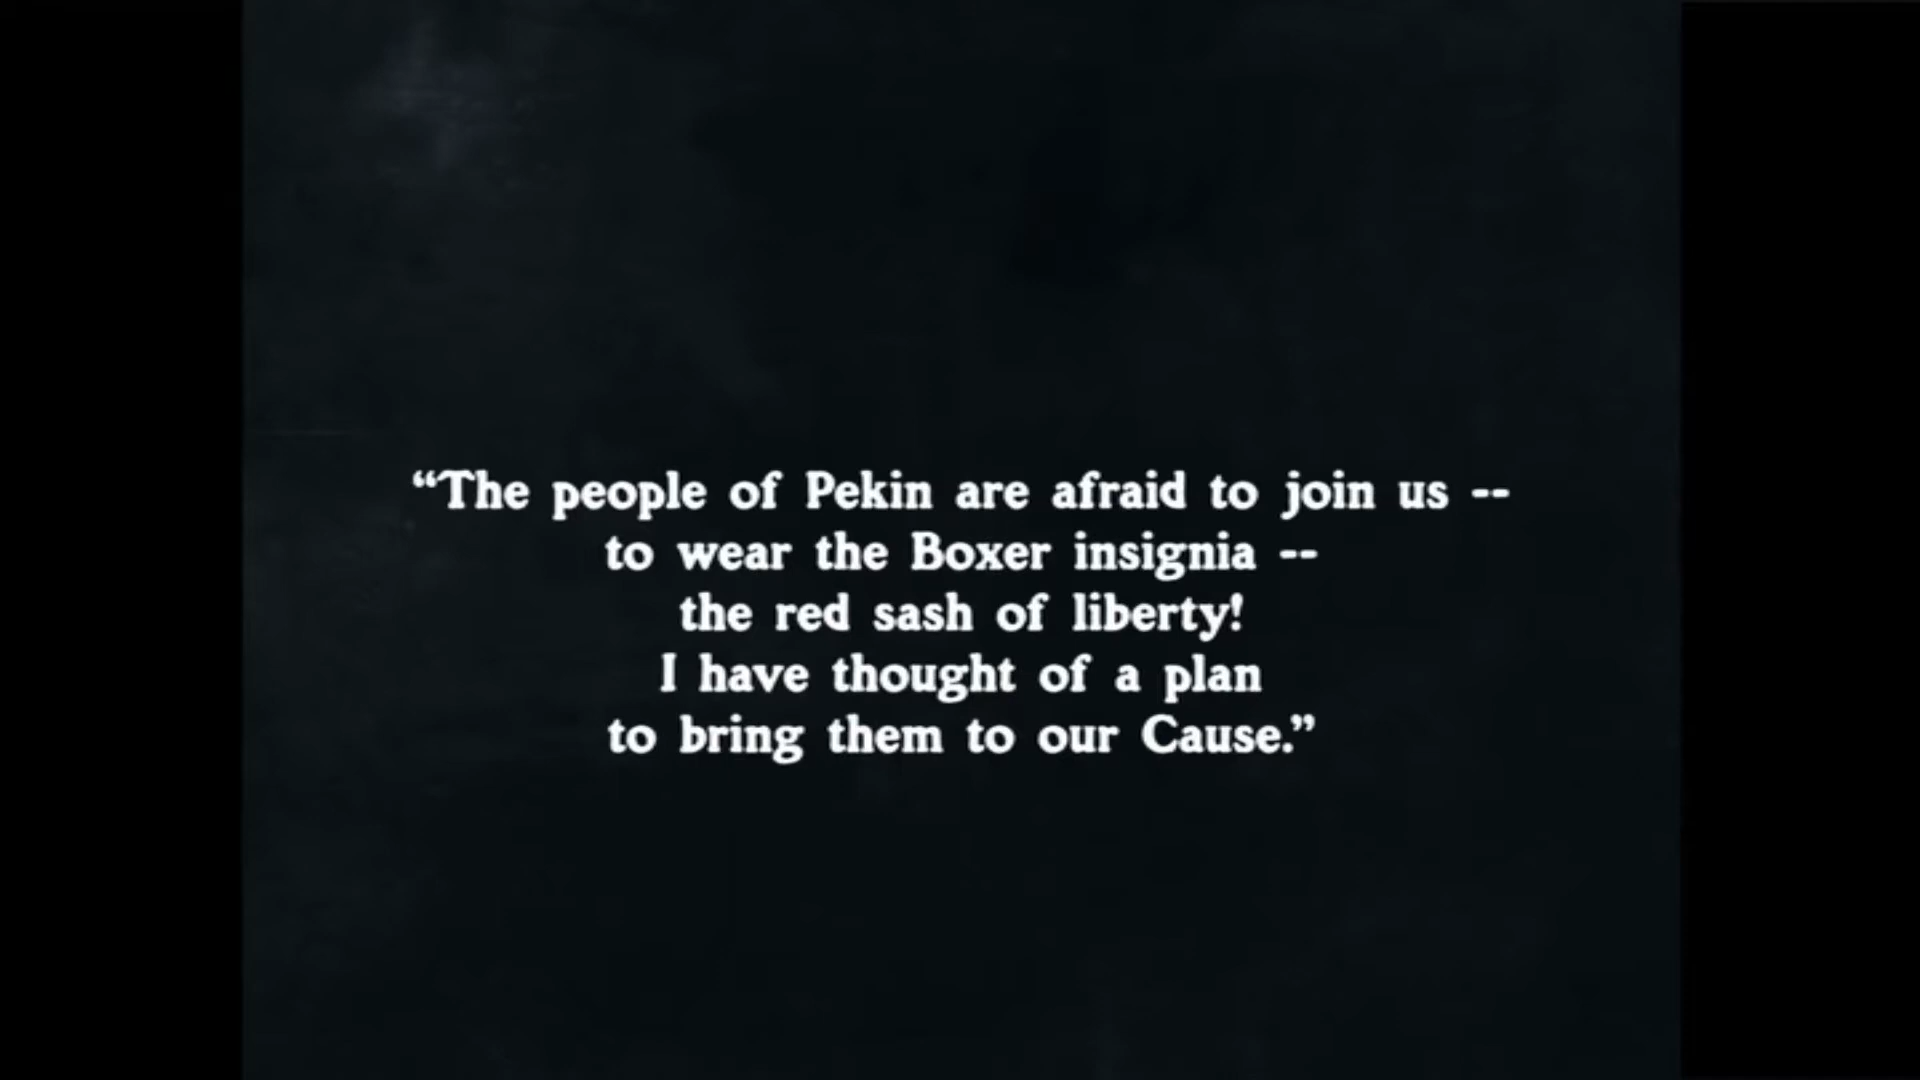 “The people of Pekin are afraid to join us --
to wear the Boxer insignia --
the red sash of liberty!
I have thought of a plan
to bring them to our Cause.”